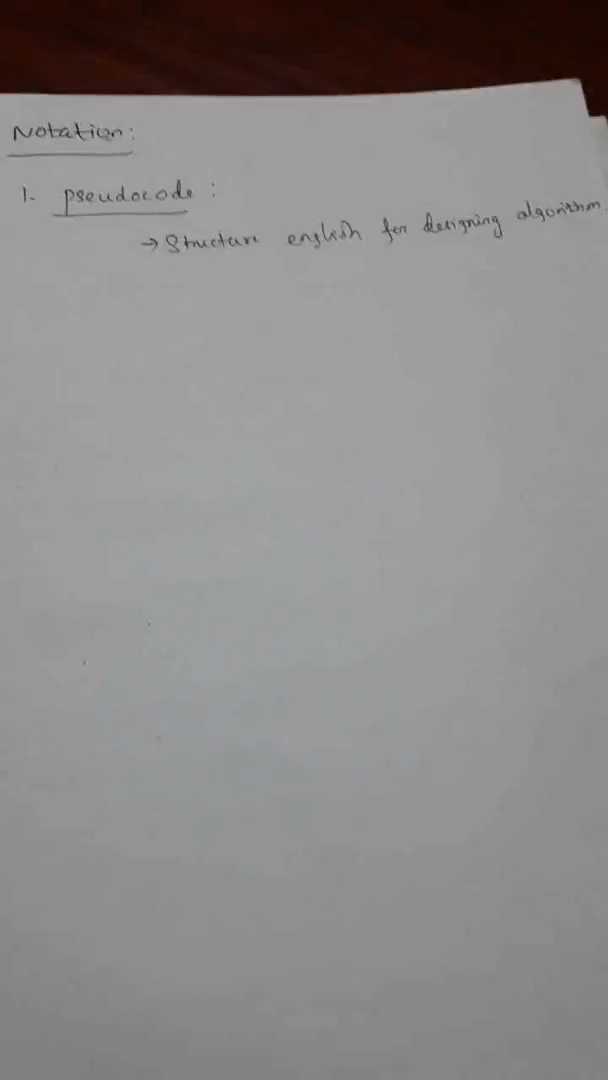 Notation:
1. pseudocode :
→ Structure english for designing algorithm.